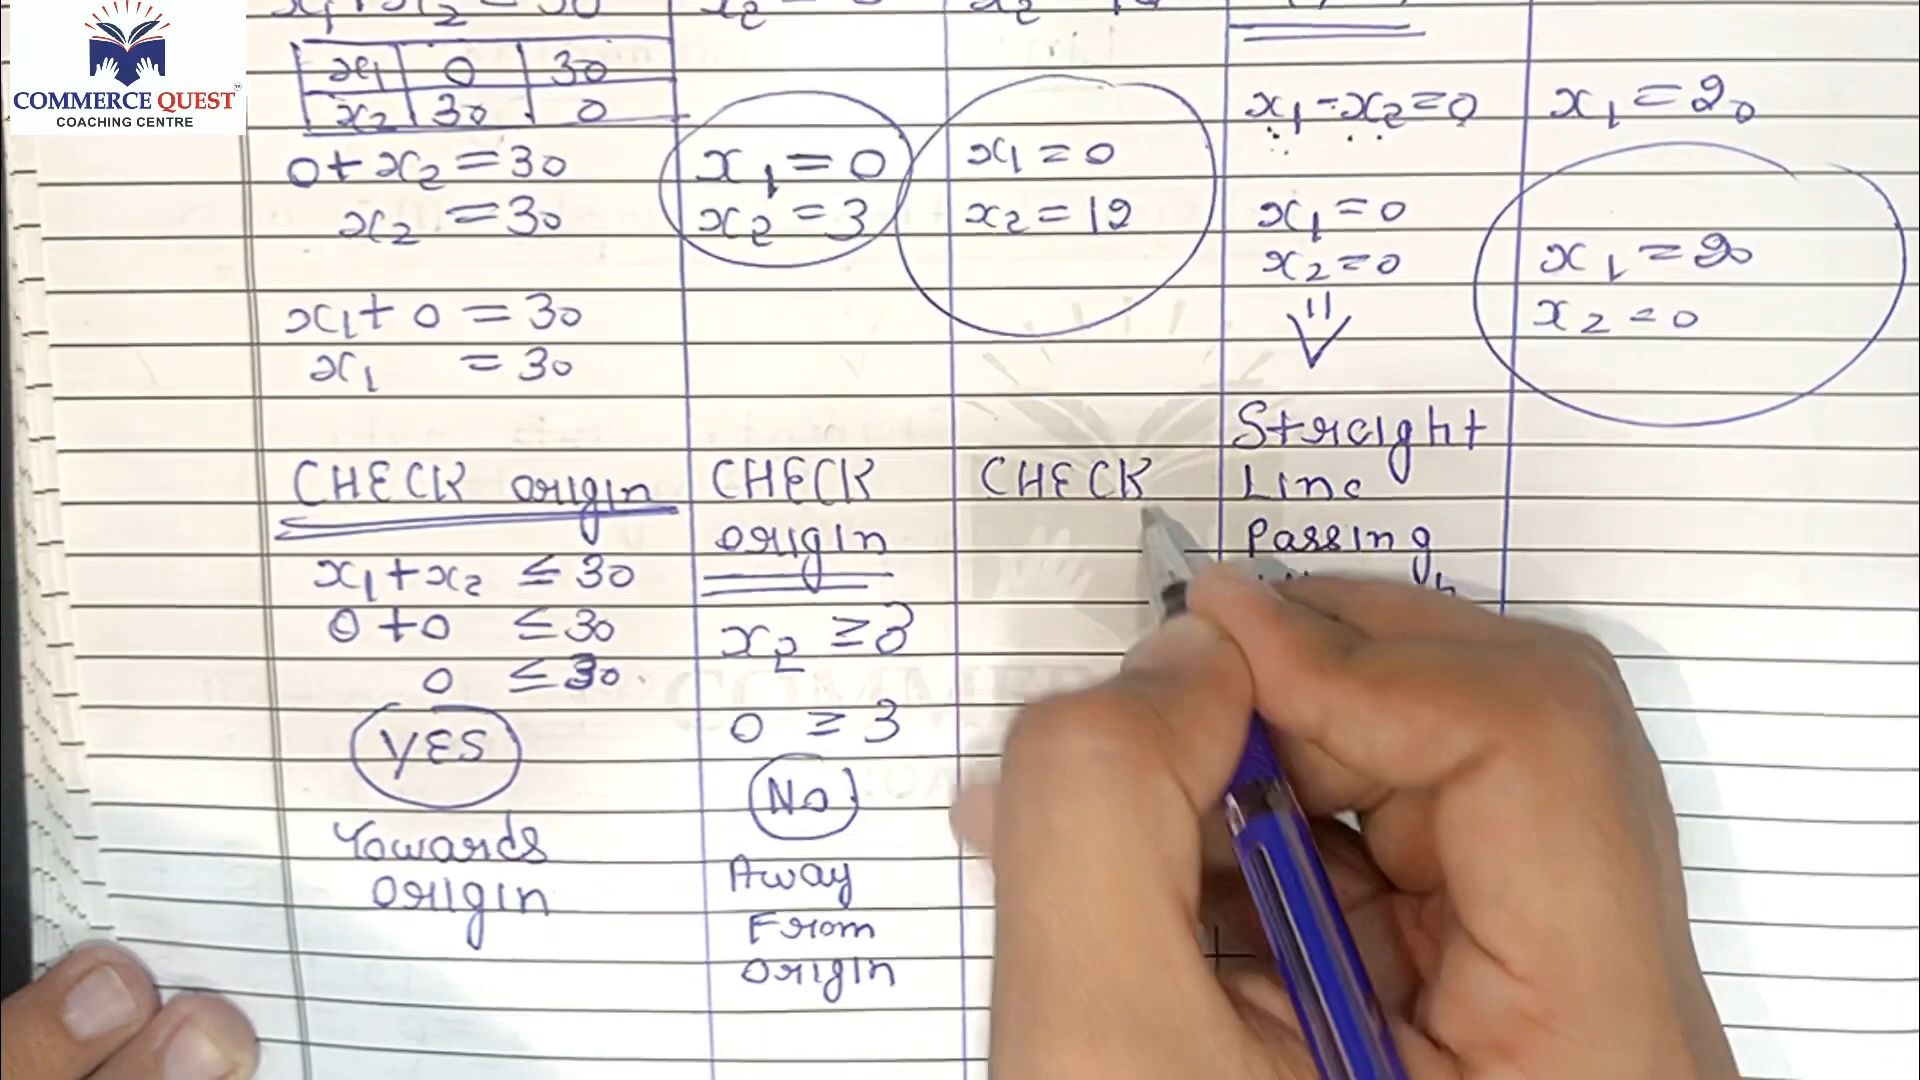 COMMERCE QUEST
COACHING CENTRE
x₁ 0 30
x₂ 30 0
0 + x₂ = 30
x₂ = 30
x₁ + 0 = 30
x₁ = 30
CHECK origin
x₁ + x₂ ≤ 30
0 + 0 ≤ 30
0 ≤ 30
YES
Towards
origin
x₁ = 0
x₂ = 3
CHECK
origin
x₂ ≥ 3
0 ≥ 3
No
Away
From
origin
x₁ = 0
x₂ = 12
CHECK
x₁ - x₂ = 0
x₁ = 0
x₂ = 0
Straight
Line
Passing
x₁ = 20
x₁ = 20
x₂ = 0